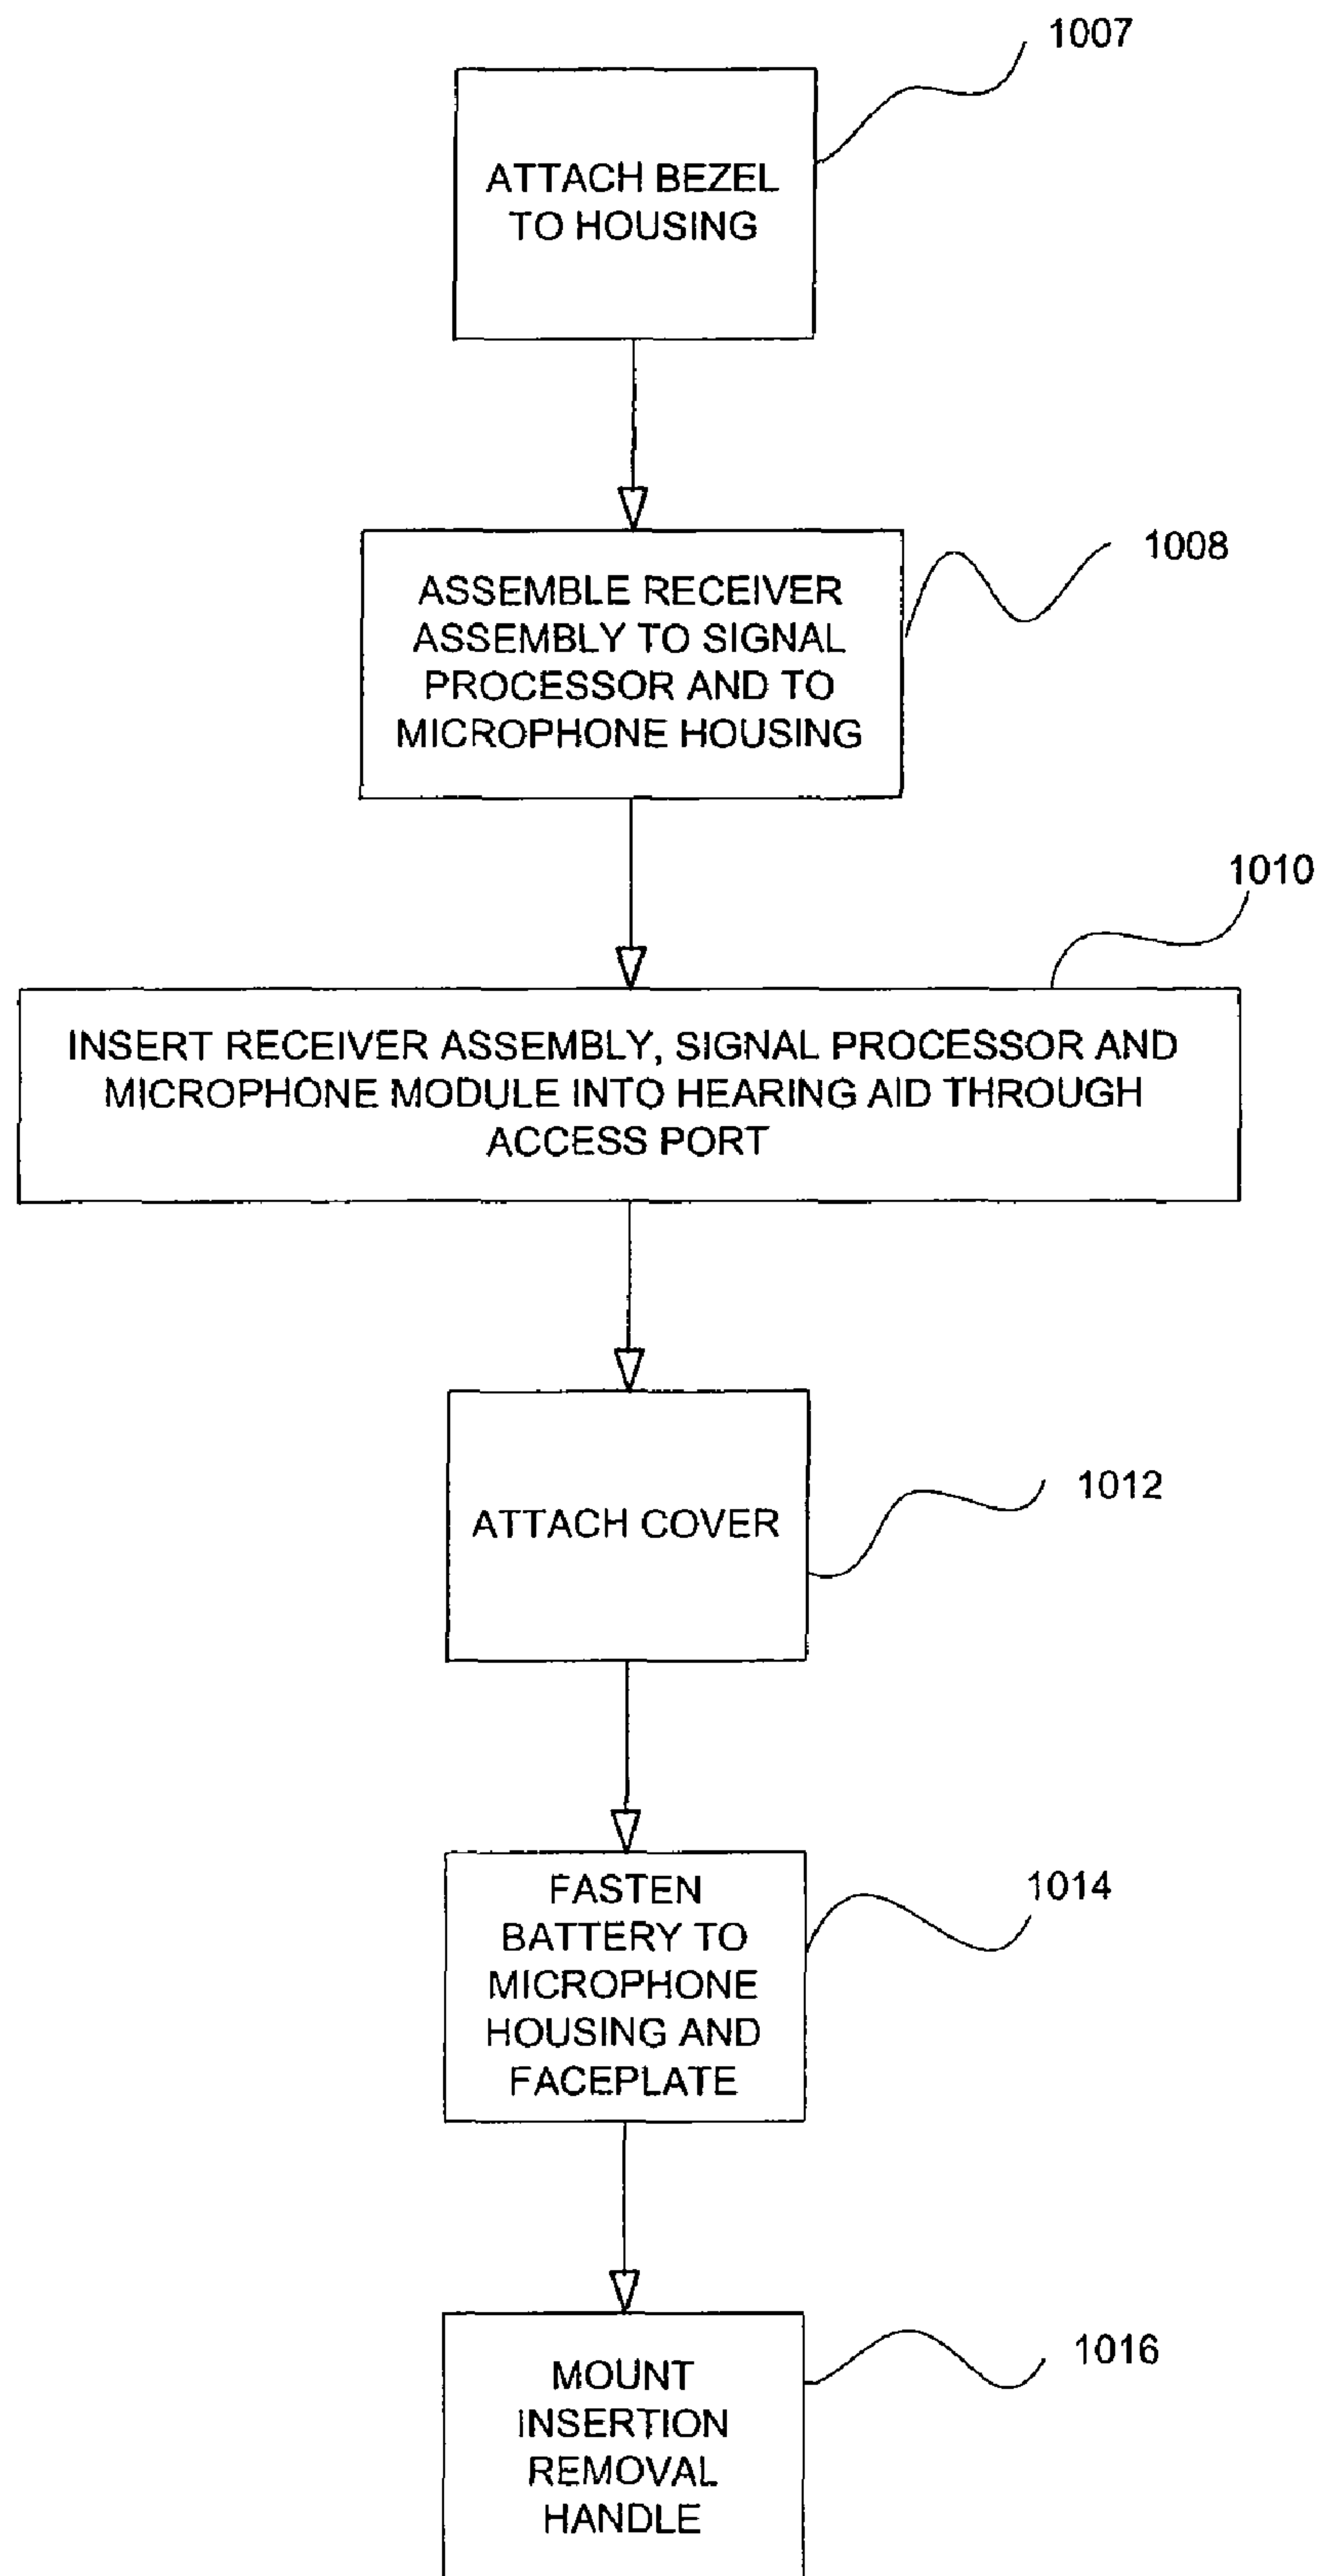 1007
ATTACH BEZEL
TO HOUSING
1008
ASSEMBLE RECEIVER
ASSEMBLY TO SIGNAL
PROCESSOR AND TO
MICROPHONE HOUSING
1010
INSERT RECEIVER ASSEMBLY, SIGNAL PROCESSOR AND
MICROPHONE MODULE INTO HEARING AID THROUGH
ACCESS PORT
1012
ATTACH COVER
1014
FASTEN
BATTERY TO
MICROPHONE
HOUSING AND
FACEPLATE
1016
MOUNT
INSERTION
REMOVAL
HANDLE